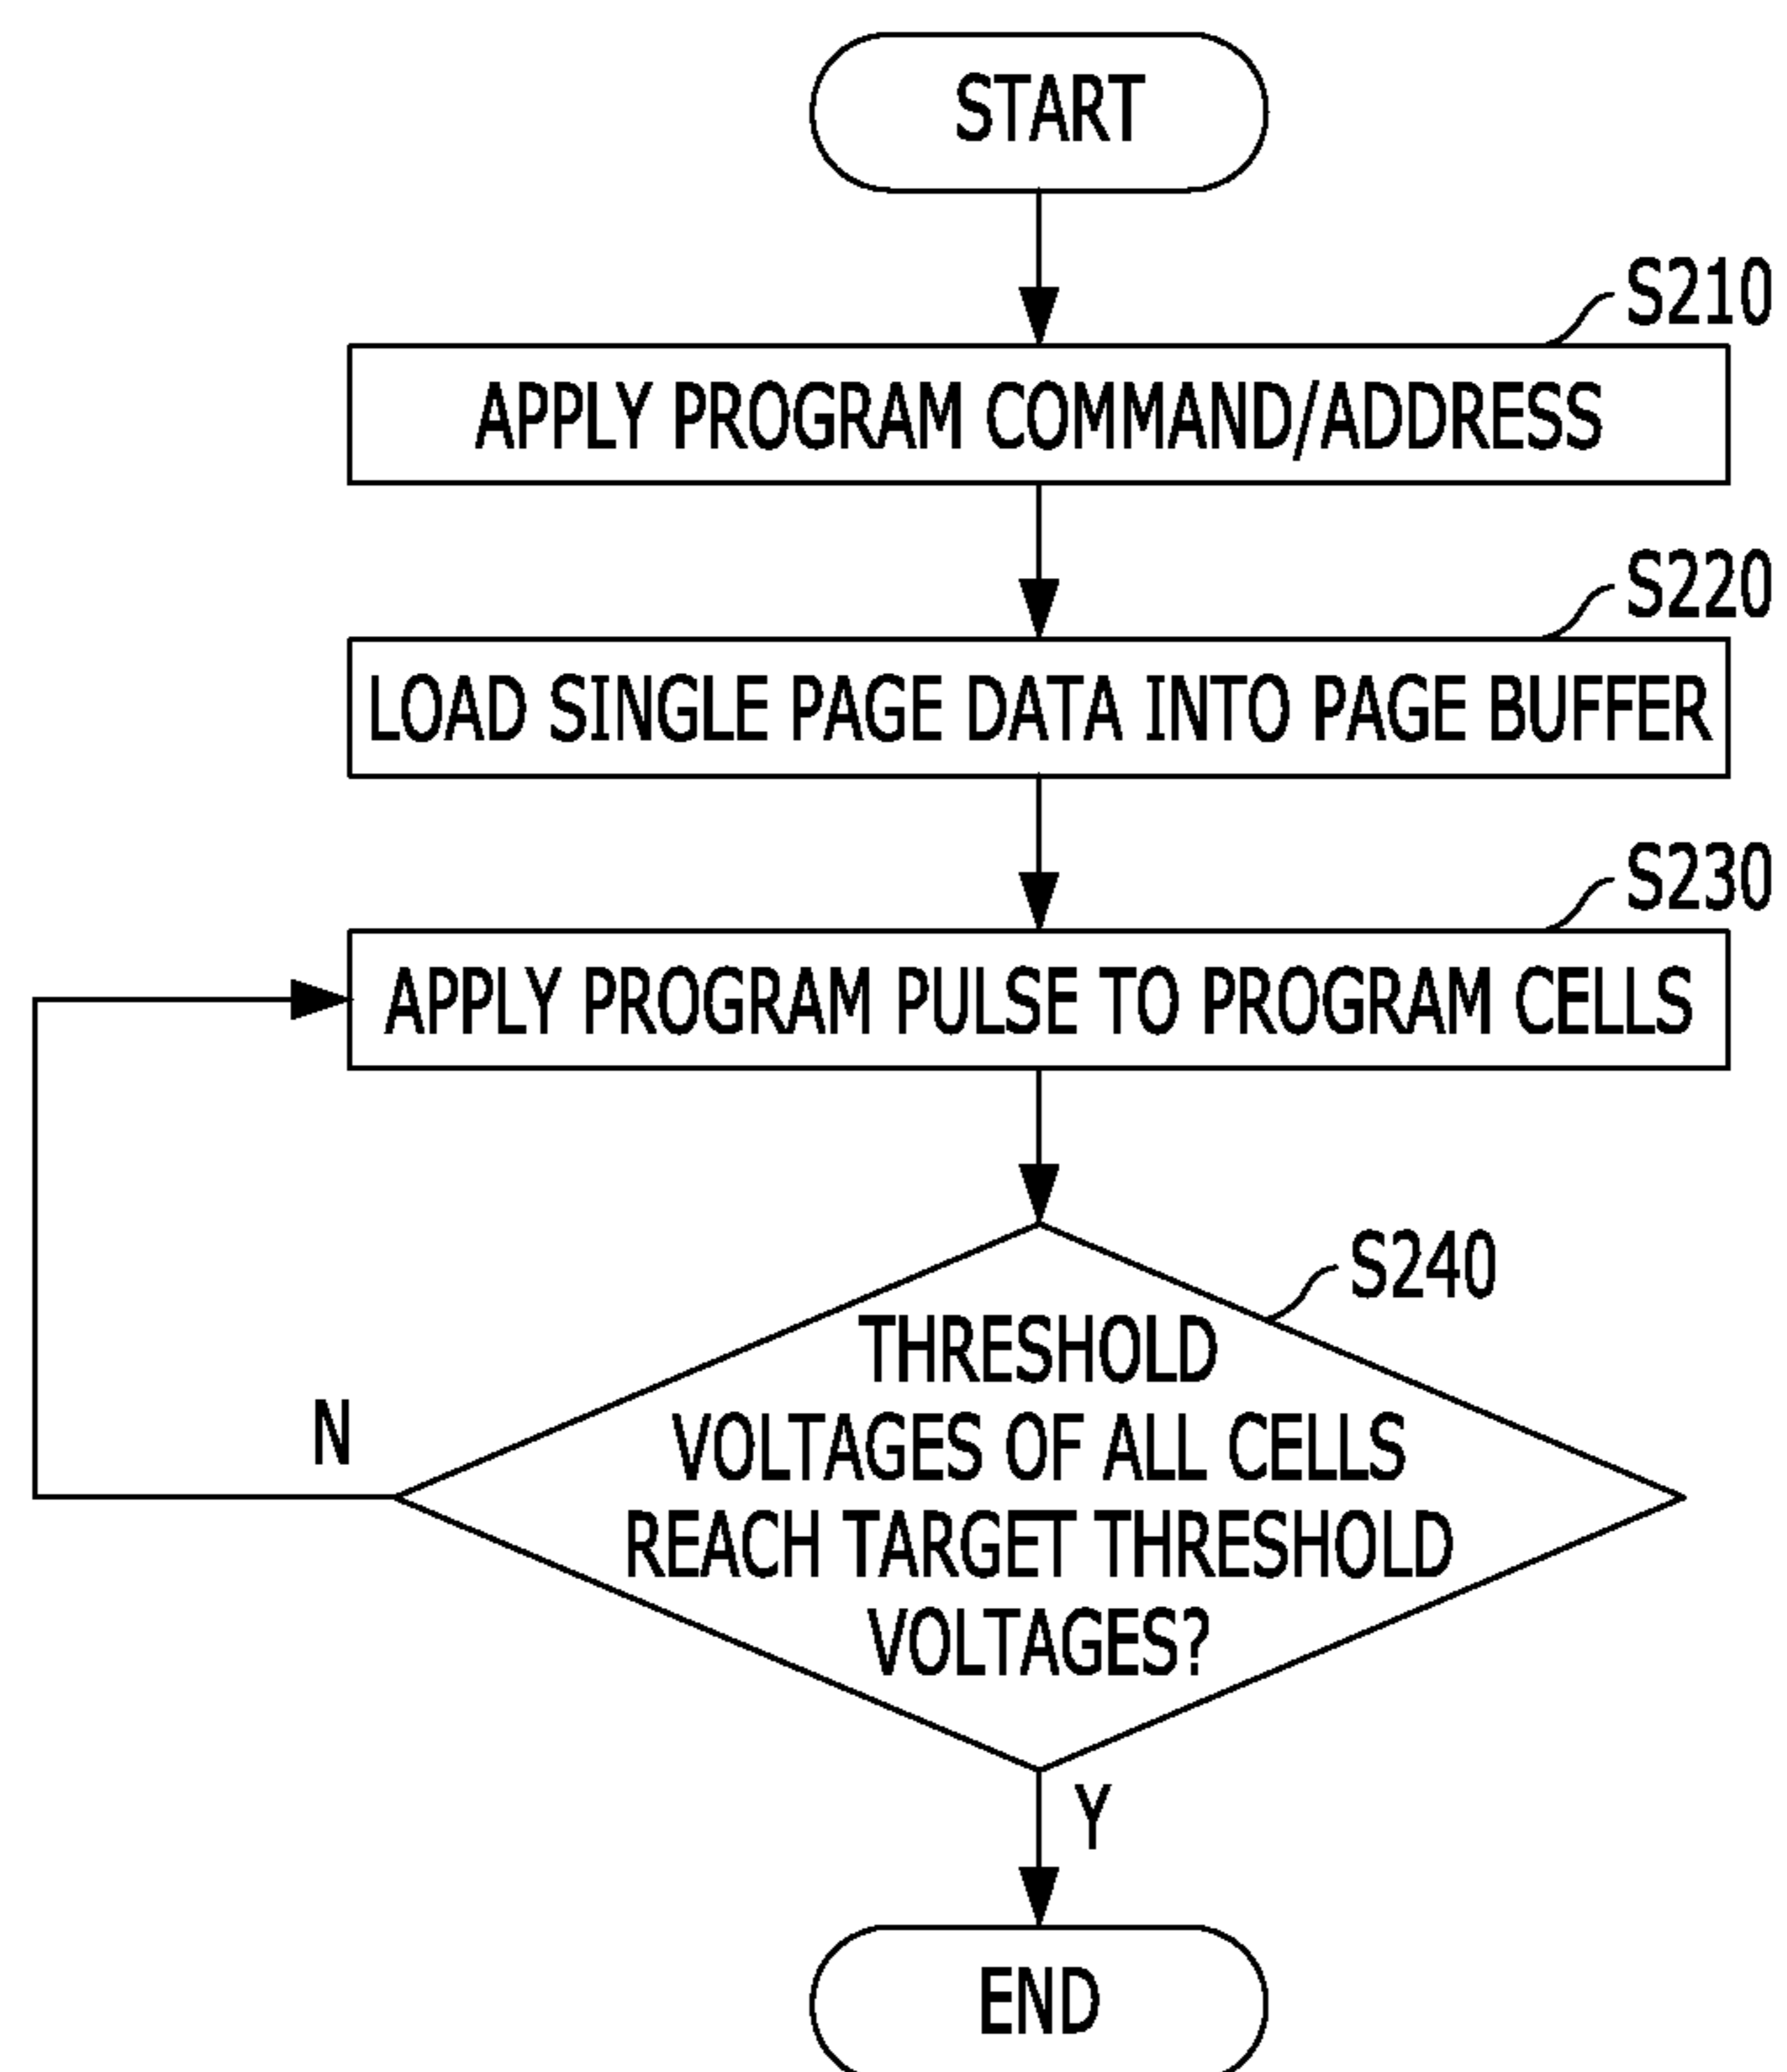 START
S210
APPLY PROGRAM COMMAND/ADDRESS
S220
LOAD SINGLE PAGE DATA INTO PAGE BUFFER
S230
APPLY PROGRAM PULSE TO PROGRAM CELLS
S240
THRESHOLD
VOLTAGES OF ALL CELLS
REACH TARGET THRESHOLD
VOLTAGES?
N
Y
END